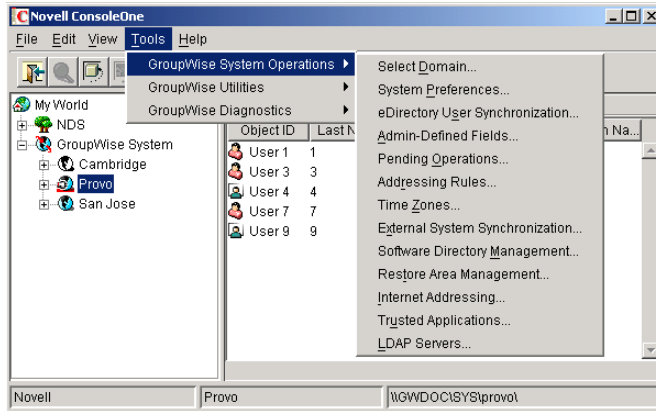 Novell ConsoleOne
File Edit View Tools Help
GroupWise System Operations
GroupWise Utilities
GroupWise Diagnostics
Select Domain...
System Preferences...
eDirectory User Synchronization...
Admin-Defined Fields...
Pending Operations...
Addressing Rules...
Time Zones...
External System Synchronization...
Software Directory Management...
Restore Area Management...
Internet Addressing...
Trusted Applications...
LDAP Servers...
My World
NDS
GroupWise System
Cambridge
Provo
San Jose
Object ID Last N
User 1 1
User 3 3
User 4 4
User 7 7
User 9 9
Na...
Novell Provo \\GWDOC\SYS\provo\